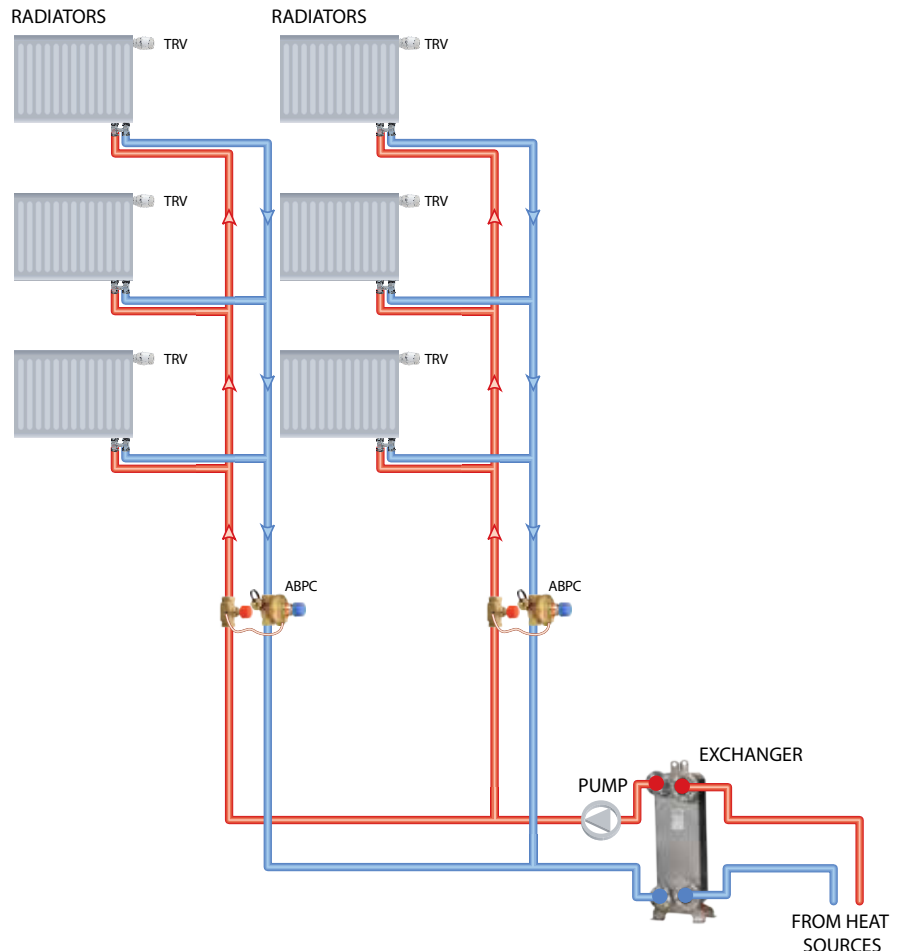 RADIATORS
RADIATORS
TRV
TRV
TRV
TRV
TRV
TRV
ABPC
ABPC
EXCHANGER
PUMP
FROM HEAT
SOURCES